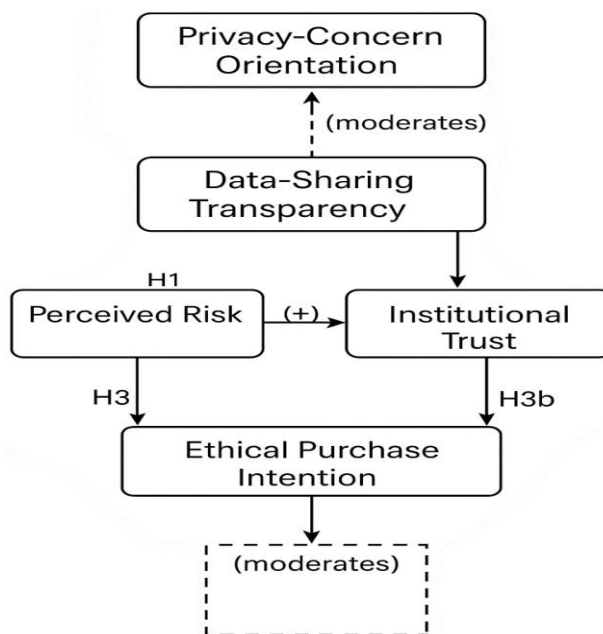 Privacy-Concern
Orientation
(moderates)
Data-Sharing
Transparency
H1
Perceived Risk
(+)
Institutional
Trust
H3
H3b
Ethical Purchase
Intention
(moderates)